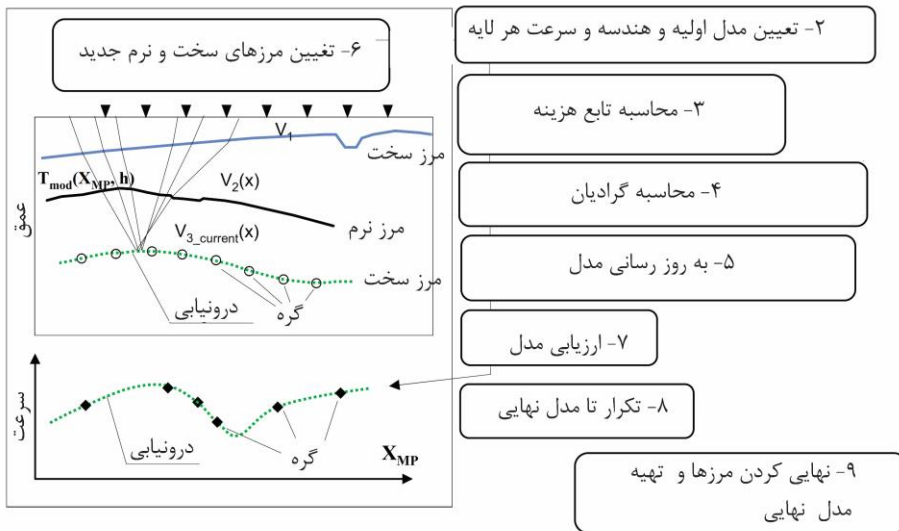 ۲- تعیین مدل اولیه و هندسه و سرعت هر لایه
۳- محاسبه تابع هزینه
۴- محاسبه گرادیان
۵- به روز رسانی مدل
۶- تغیین مرزهای سخت و نرم جدید
V1
مرز سخت
Tmod(XMP, h)
V2(x)
مرز نرم
عمق
V3_current(x)
مرز سخت
درونیابی
گره
سرعت
درونیابی
گره
XMP
۷- ارزیابی مدل
۸- تکرار تا مدل نهایی
۹- نهایی کردن مرزها و تهیه
مدل نهایی